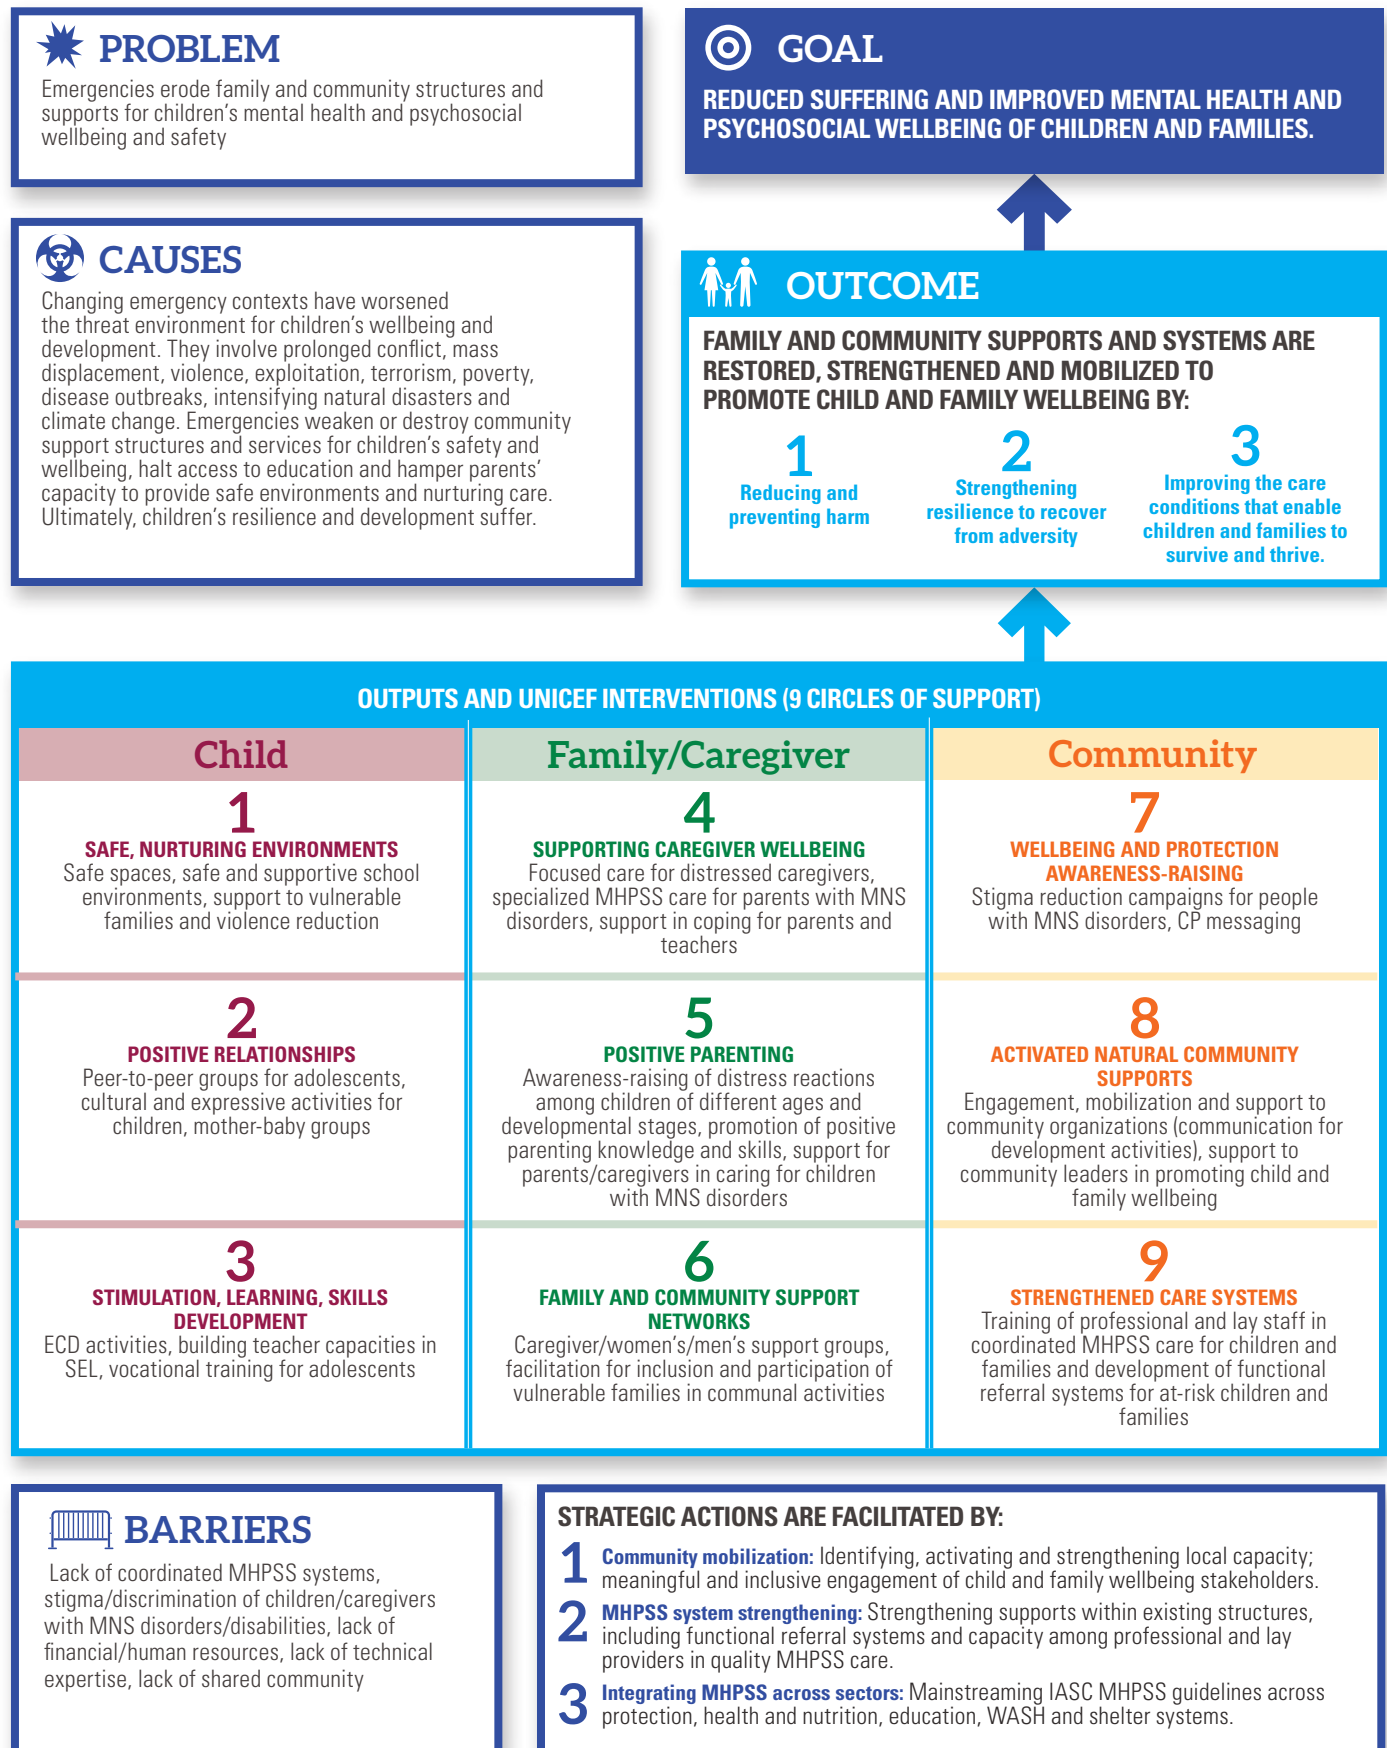 PROBLEM
Emergencies erode family and community structures and
supports for children's mental health and psychosocial
wellbeing and safety
GOAL
REDUCED SUFFERING AND IMPROVED MENTAL HEALTH AND
PSYCHOSOCIAL WELLBEING OF CHILDREN AND FAMILIES.
CAUSES
Changing emergency contexts have worsened
the threat environment for children's wellbeing and
development. They involve prolonged conflict, mass
displacement, violence, exploitation, terrorism, poverty,
disease outbreaks, intensifying natural disasters and
climate change. Emergencies weaken or destroy community
support structures and services for children's safety and
wellbeing, halt access to education and hamper parents'
capacity to provide safe environments and nurturing care.
Ultimately, children's resilience and development suffer.
OUTCOME
FAMILY AND COMMUNITY SUPPORTS AND SYSTEMS ARE
RESTORED, STRENGTHENED AND MOBILIZED TO
PROMOTE CHILD AND FAMILY WELLBEING BY:
1
Reducing and
preventing harm
2
Strengthening
resilience to recover
from adversity
3
Improving the care
conditions that enable
children and families to
survive and thrive.
OUTPUTS AND UNICEF INTERVENTIONS (9 CIRCLES OF SUPPORT)
Child
1
SAFE, NURTURING ENVIRONMENTS
Safe spaces, safe and supportive school
environments, support to vulnerable
families and violence reduction
2
POSITIVE RELATIONSHIPS
Peer-to-peer groups for adolescents,
cultural and expressive activities for
children, mother-baby groups
3
STIMULATION, LEARNING, SKILLS
DEVELOPMENT
ECD activities, building teacher capacities in
SEL, vocational training for adolescents
Family/Caregiver
4
SUPPORTING CAREGIVER WELLBEING
Focused care for distressed caregivers,
specialized MHPSS care for parents with MNS
disorders, support in coping for parents and
teachers
5
POSITIVE PARENTING
Awareness-raising of distress reactions
among children of different ages and
developmental stages, promotion of positive
parenting knowledge and skills, support for
parents/caregivers in caring for children
with MNS disorders
6
FAMILY AND COMMUNITY SUPPORT
NETWORKS
Caregiver/women's/men's support groups,
facilitation for inclusion and participation of
vulnerable families in communal activities
Community
7
WELLBEING AND PROTECTION
AWARENESS-RAISING
Stigma reduction campaigns for people
with MNS disorders, CP messaging
8
ACTIVATED NATURAL COMMUNITY
SUPPORTS
Engagement, mobilization and support to
community organizations (communication for
development activities), support to
community leaders in promoting child and
family wellbeing
9
STRENGTHENED CARE SYSTEMS
Training of professional and lay staff in
coordinated MHPSS care for children and
families and development of functional
referral systems for at-risk children and
families
BARRIERS
Lack of coordinated MHPSS systems,
stigma/discrimination of children/caregivers
with MNS disorders/disabilities, lack of
financial/human resources, lack of technical
expertise, lack of shared community
STRATEGIC ACTIONS ARE FACILITATED BY:
1 Community mobilization: Identifying, activating and strengthening local capacity;
meaningful and inclusive engagement of child and family wellbeing stakeholders.
2 MHPSS system strengthening: Strengthening supports within existing structures,
including functional referral systems and capacity among professional and lay
providers in quality MHPSS care.
3 Integrating MHPSS across sectors: Mainstreaming IASC MHPSS guidelines across
protection, health and nutrition, education, WASH and shelter systems.